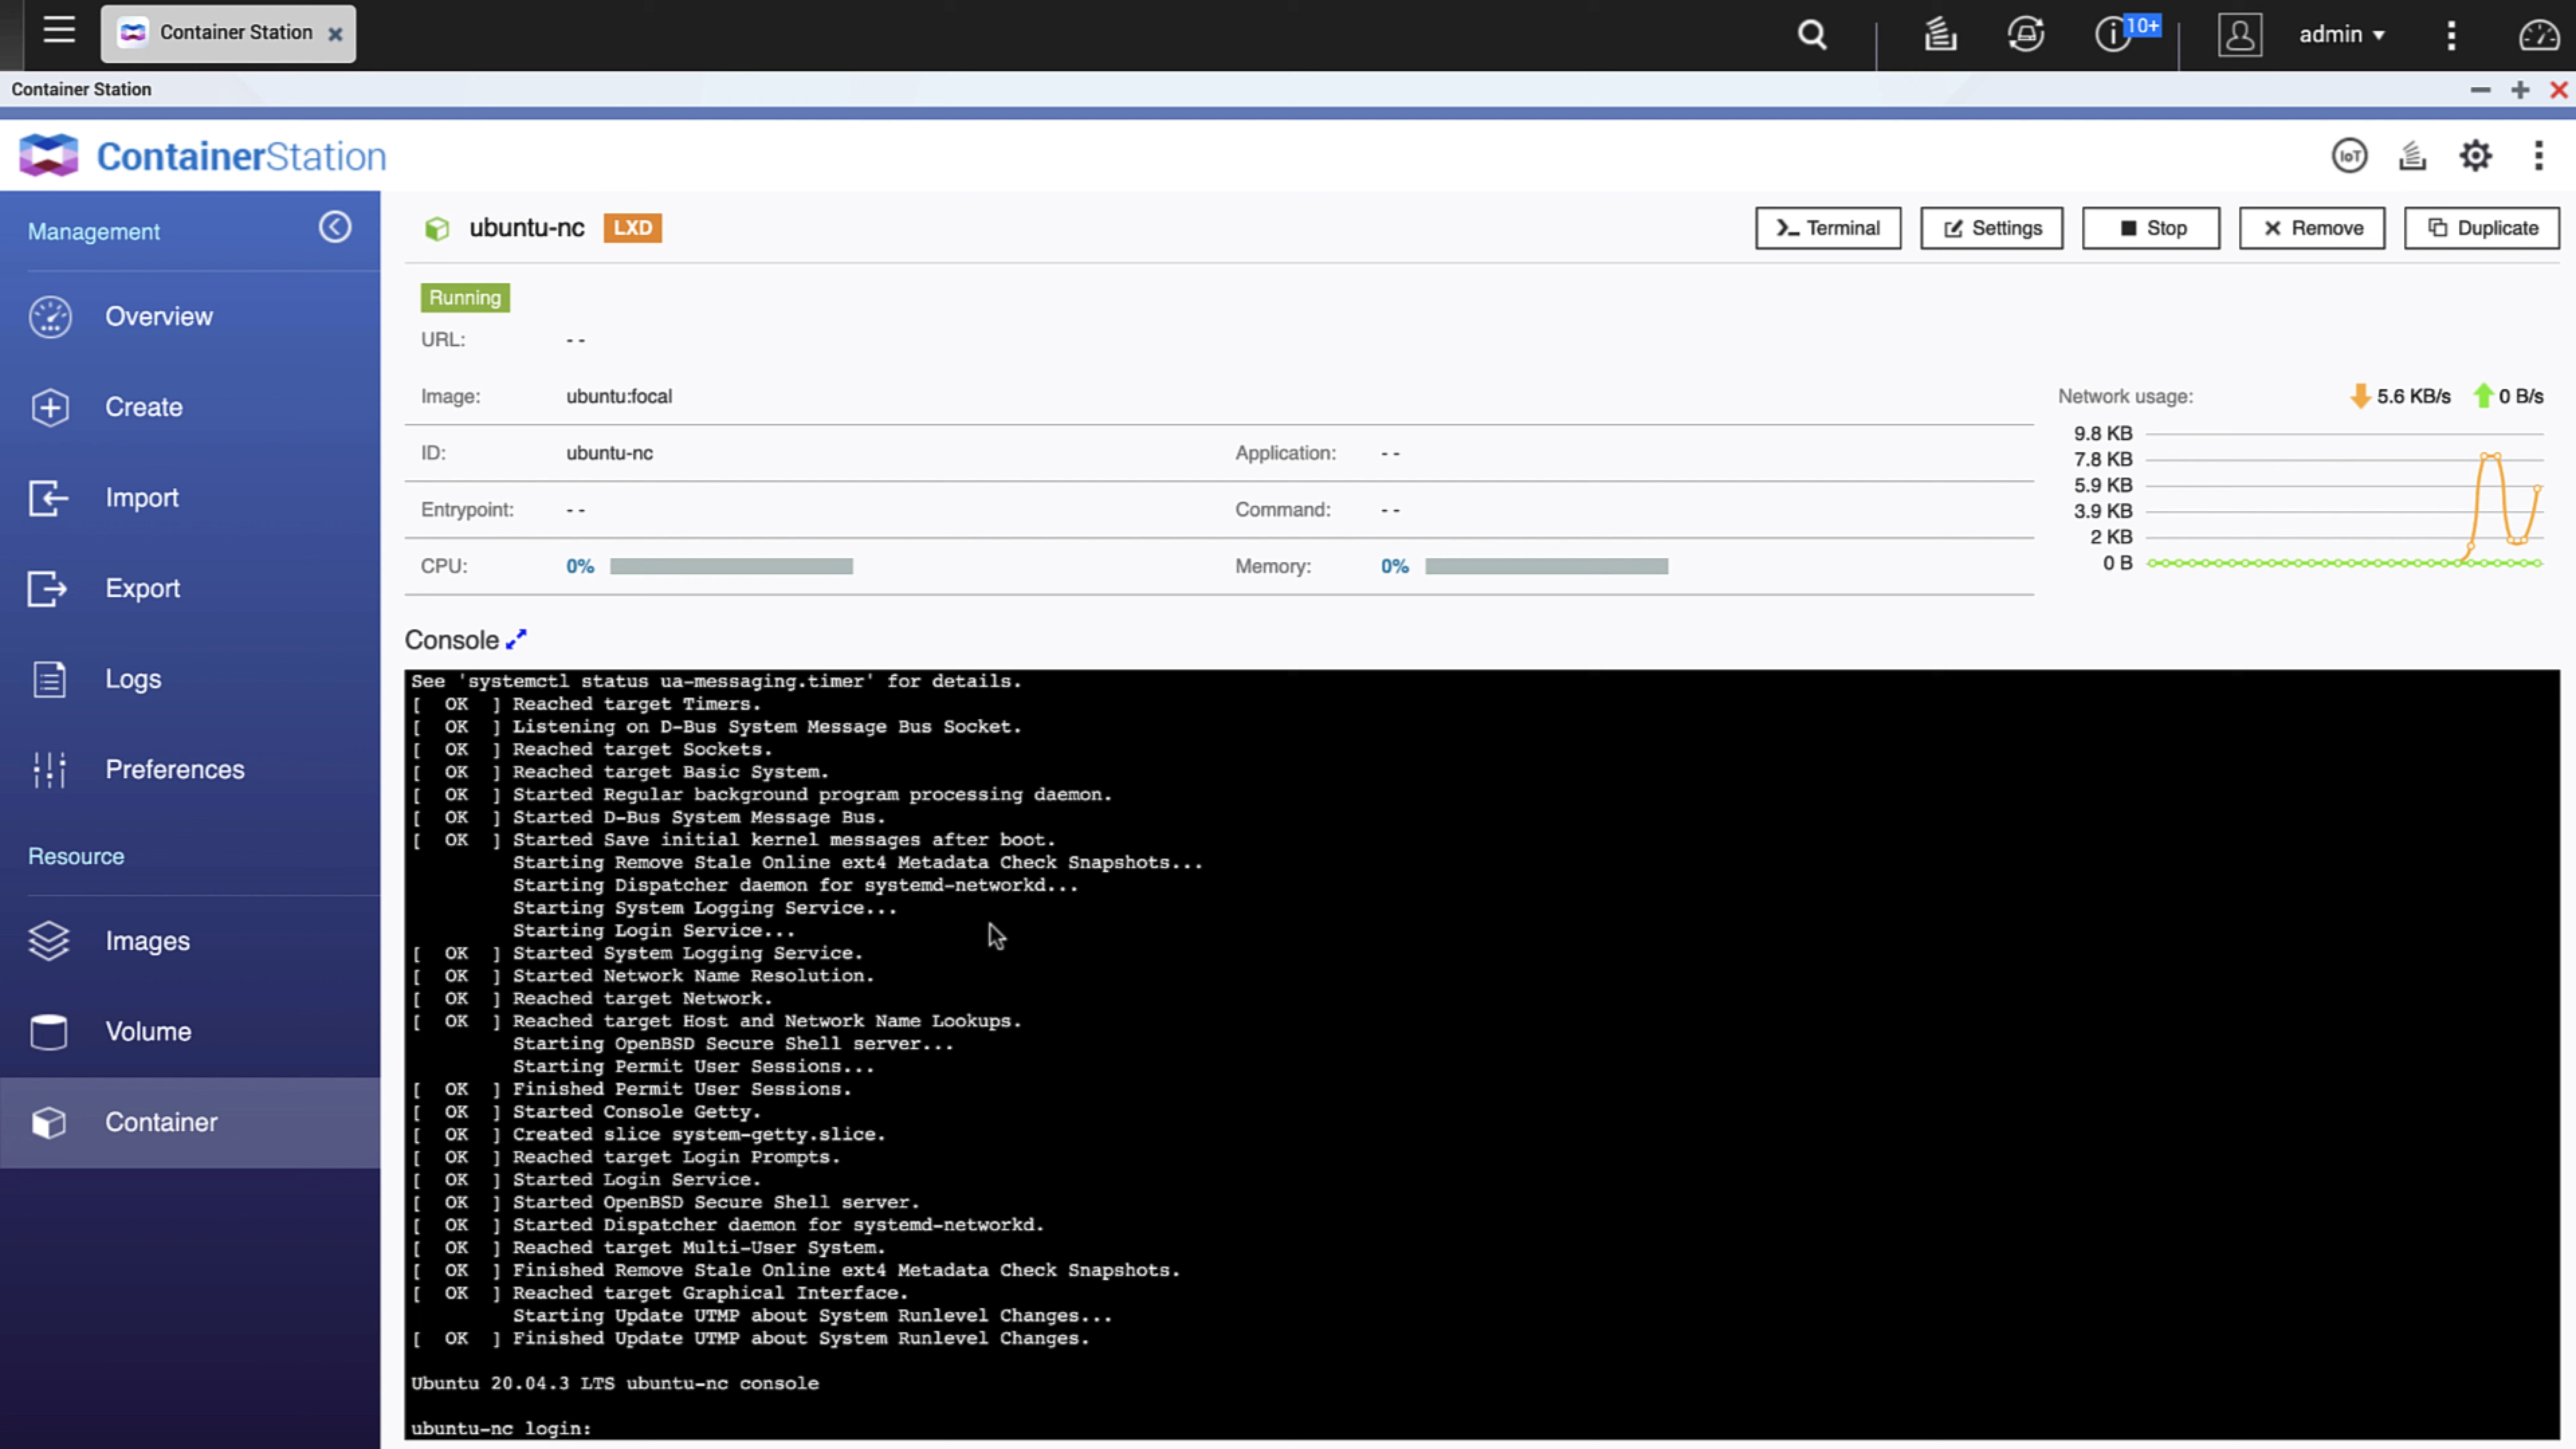 Container Station
10+
admin
Container Station
ContainerStation
IoT
Management
Overview
Create
Import
Export
Logs
Preferences
Resource
Images
Volume
Container
ubuntu-nc LXD
Terminal
Settings
Stop
Remove
Duplicate
Running
URL: - -
Image: ubuntu:focal
ID: ubuntu-nc Application: - -
Entrypoint: - - Command: - -
CPU: 0% Memory: 0%
Network usage: 5.6 KB/s 0 B/s
9.8 KB
7.8 KB
5.9 KB
3.9 KB
2 KB
0 B
Console
See 'systemctl status ua-messaging.timer' for details.
[  OK  ] Reached target Timers.
[  OK  ] Listening on D-Bus System Message Bus Socket.
[  OK  ] Reached target Sockets.
[  OK  ] Reached target Basic System.
[  OK  ] Started Regular background program processing daemon.
[  OK  ] Started D-Bus System Message Bus.
[  OK  ] Started Save initial kernel messages after boot.
Starting Remove Stale Online ext4 Metadata Check Snapshots...
Starting Dispatcher daemon for systemd-networkd...
Starting System Logging Service...
Starting Login Service...
[  OK  ] Started System Logging Service.
[  OK  ] Started Network Name Resolution.
[  OK  ] Reached target Network.
[  OK  ] Reached target Host and Network Name Lookups.
Starting OpenBSD Secure Shell server...
Starting Permit User Sessions...
[  OK  ] Finished Permit User Sessions.
[  OK  ] Started Console Getty.
[  OK  ] Created slice system-getty.slice.
[  OK  ] Reached target Login Prompts.
[  OK  ] Started Login Service.
[  OK  ] Started OpenBSD Secure Shell server.
[  OK  ] Started Dispatcher daemon for systemd-networkd.
[  OK  ] Reached target Multi-User System.
[  OK  ] Finished Remove Stale Online ext4 Metadata Check Snapshots.
[  OK  ] Reached target Graphical Interface.
Starting Update UTMP about System Runlevel Changes...
[  OK  ] Finished Update UTMP about System Runlevel Changes.
Ubuntu 20.04.3 LTS ubuntu-nc console
ubuntu-nc login: